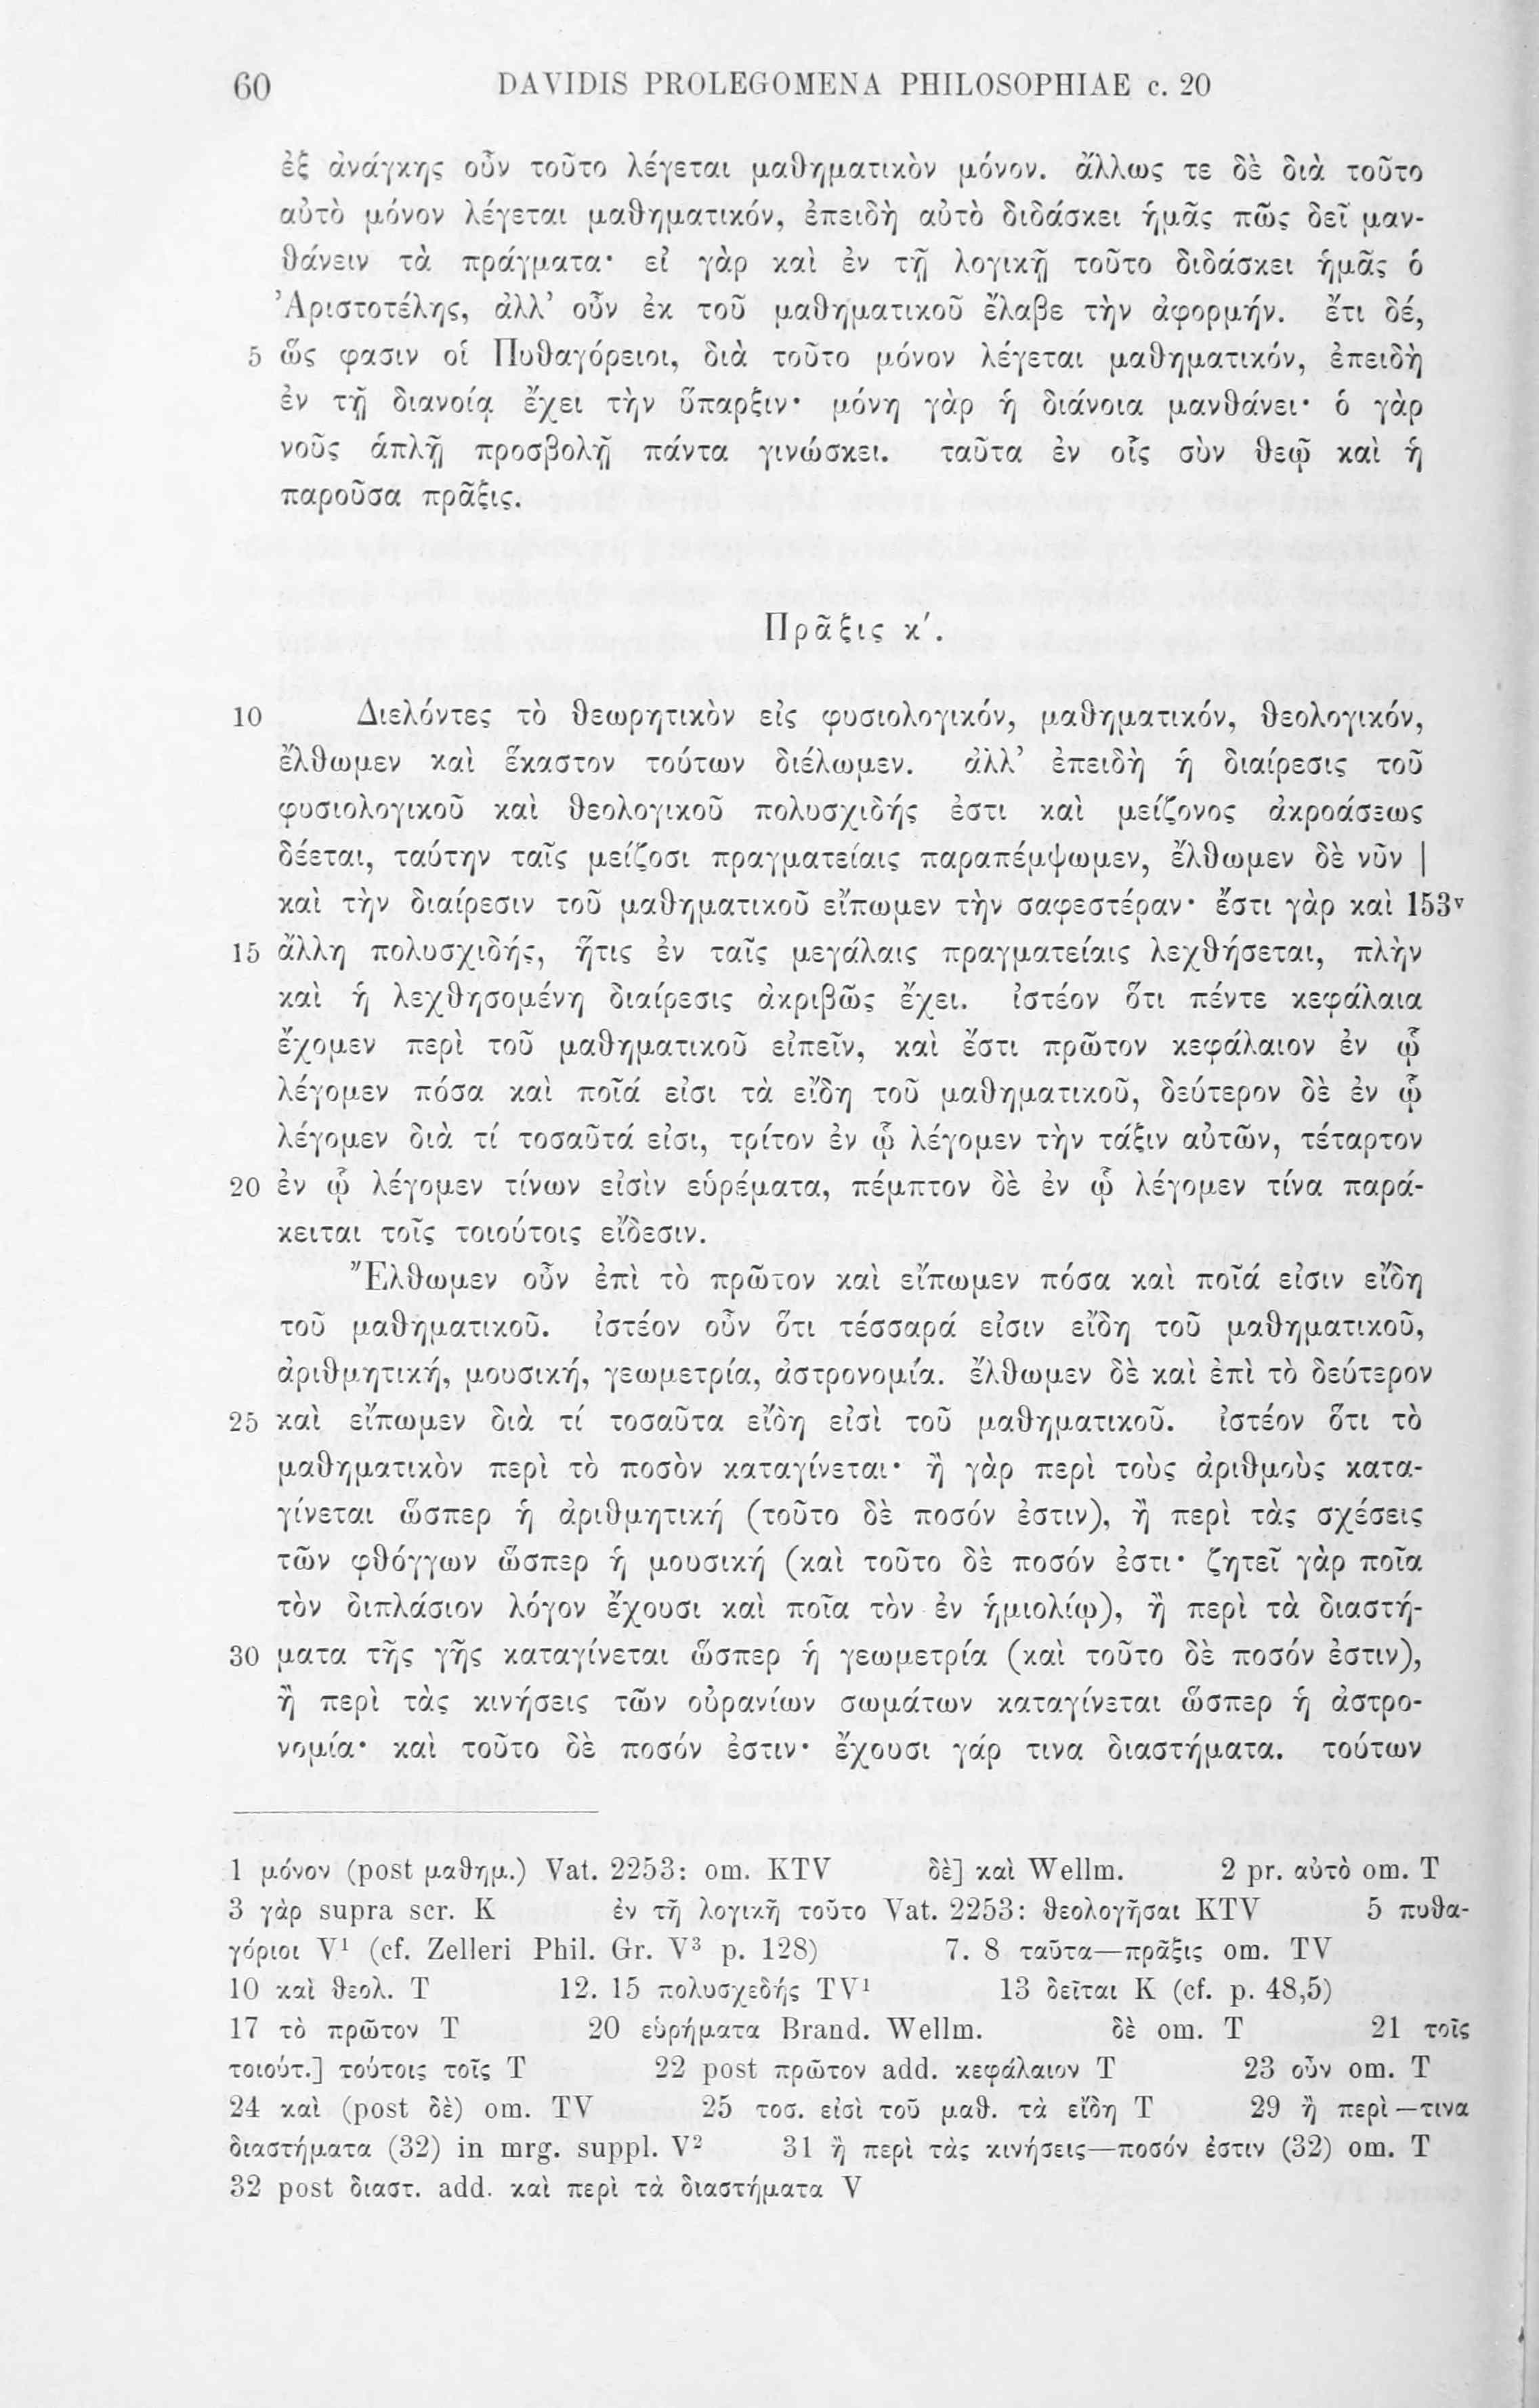 60 DAVIDIS PROLEGOMENA PHILOSOPHIAE c. 20
ἐξ ἀνάγκης οὖν τοῦτο λέγεται μαθηματικὸν μόνον. ἄλλως τε δὲ διὰ τοῦτο
αὐτὸ μόνον λέγεται μαθηματικόν, ἐπειδὴ αὐτὸ διδάσκει ἡμᾶς πῶς δεῖ μαν-
θάνειν τὰ πράγματα· εἰ γὰρ καὶ ἐν τῇ λογικῇ τοῦτο διδάσκει ἡμᾶς ὁ
Ἀριστοτέλης, ἀλλ' οὖν ἐκ τοῦ μαθηματικοῦ ἔλαβε τὴν ἀφορμήν. ἔτι δέ,
5 ὥς φασιν οἱ Πυθαγόρειοι, διὰ τοῦτο μόνον λέγεται μαθηματικόν, ἐπειδὴ
ἐν τῇ διανοίᾳ ἔχει τὴν ὕπαρξιν· μόνη γὰρ ἡ διάνοια μανθάνει· ὁ γὰρ
νοῦς ἁπλῇ προσβολῇ πάντα γινώσκει. ταῦτα ἐν οἷς σὺν θεῷ καὶ ἡ
παροῦσα πρᾶξις.
Πρᾶξις κ'.
10 Διελόντες τὸ θεωρητικὸν εἰς φυσιολογικόν, μαθηματικόν, θεολογικόν,
ἔλθωμεν καὶ ἕκαστον τούτων διέλωμεν. ἀλλ' ἐπειδὴ ἡ διαίρεσις τοῦ
φυσιολογικοῦ καὶ θεολογικοῦ πολυσχιδής ἐστι καὶ μείζονος ἀκροάσεως
δέεται, ταύτην ταῖς μείζοσι πραγματείαις παραπέμψωμεν, ἔλθωμεν δὲ νῦν |
καὶ τὴν διαίρεσιν τοῦ μαθηματικοῦ εἴπωμεν τὴν σαφεστέραν· ἔστι γὰρ καὶ 153ᵛ
15 ἄλλη πολυσχιδής, ἥτις ἐν ταῖς μεγάλαις πραγματείαις λεχθήσεται, πλὴν
καὶ ἡ λεχθησομένη διαίρεσις ἀκριβῶς ἔχει. ἰστέον ὅτι πέντε κεφάλαια
ἔχομεν περὶ τοῦ μαθηματικοῦ εἰπεῖν, καὶ ἔστι πρῶτον κεφάλαιον ἐν ᾧ
λέγομεν πόσα καὶ ποῖά εἰσι τὰ εἴδη τοῦ μαθηματικοῦ, δεύτερον δὲ ἐν ᾧ
λέγομεν διὰ τί τοσαῦτά εἰσι, τρίτον ἐν ᾧ λέγομεν τὴν τάξιν αὐτῶν, τέταρτον
20 ἐν ᾧ λέγομεν τίνων εἰσὶν εὑρέματα, πέμπτον δὲ ἐν ᾧ λέγομεν τίνα παρά-
κειται τοῖς τοιούτοις εἴδεσιν.
Ἔλθωμεν οὖν ἐπὶ τὸ πρῶτον καὶ εἴπωμεν πόσα καὶ ποῖά εἰσιν εἴδη
τοῦ μαθηματικοῦ. ἰστέον οὖν ὅτι τέσσαρά εἰσιν εἴδη τοῦ μαθηματικοῦ,
ἀριθμητική, μουσική, γεωμετρία, ἀστρονομία. ἔλθωμεν δὲ καὶ ἐπὶ τὸ δεύτερον
25 καὶ εἴπωμεν διὰ τί τοσαῦτα εἴδη εἰσὶ τοῦ μαθηματικοῦ. ἰστέον ὅτι τὸ
μαθηματικὸν περὶ τὸ ποσὸν καταγίνεται· ἢ γὰρ περὶ τοὺς ἀριθμοὺς κατα-
γίνεται ὥσπερ ἡ ἀριθμητική (τοῦτο δὲ ποσόν ἐστιν), ἢ περὶ τὰς σχέσεις
τῶν φθόγγων ὥσπερ ἡ μουσική (καὶ τοῦτο δὲ ποσόν ἐστι· ζητεῖ γὰρ ποῖα
τὸν διπλάσιον λόγον ἔχουσι καὶ ποῖα τὸν ἐν ἡμιολίῳ), ἢ περὶ τὰ διαστή-
30 ματα τῆς γῆς καταγίνεται ὥσπερ ἡ γεωμετρία (καὶ τοῦτο δὲ ποσόν ἐστιν),
ἢ περὶ τὰς κινήσεις τῶν οὐρανίων σωμάτων καταγίνεται ὥσπερ ἡ ἀστρο-
νομία· καὶ τοῦτο δὲ ποσόν ἐστιν· ἔχουσι γάρ τινα διαστήματα. τούτων
1 μόνον (post μαθημ.) Vat. 2253: om. KTV δὲ] καὶ Wellm. 2 pr. αὐτὸ om. T
3 γὰρ supra scr. K ἐν τῇ λογικῇ τοῦτο Vat. 2253: θεολογῆσαι KTV 5 πυθα-
γόριοι V¹ (cf. Zelleri Phil. Gr. V³ p. 128) 7. 8 ταῦτα—πρᾶξις om. TV
10 καὶ θεολ. T 12. 15 πολυσχεδής TV¹ 13 δεῖται K (cf. p. 48,5)
17 τὸ πρῶτον T 20 εὑρήματα Brand. Wellm. δὲ om. T 21 τοῖς
τοιούτ.] τούτοις τοῖς T 22 post πρῶτον add. κεφάλαιον T 23 οὖν om. T
24 καὶ (post δὲ) om. TV 25 τοσ. εἰσὶ τοῦ μαθ. τὰ εἴδη T 29 ἢ περὶ—τινα
διαστήματα (32) in mrg. suppl. V² 31 ἢ περὶ τὰς κινήσεις—ποσόν ἐστιν (32) om. T
32 post διαστ. add. καὶ περὶ τὰ διαστήματα V